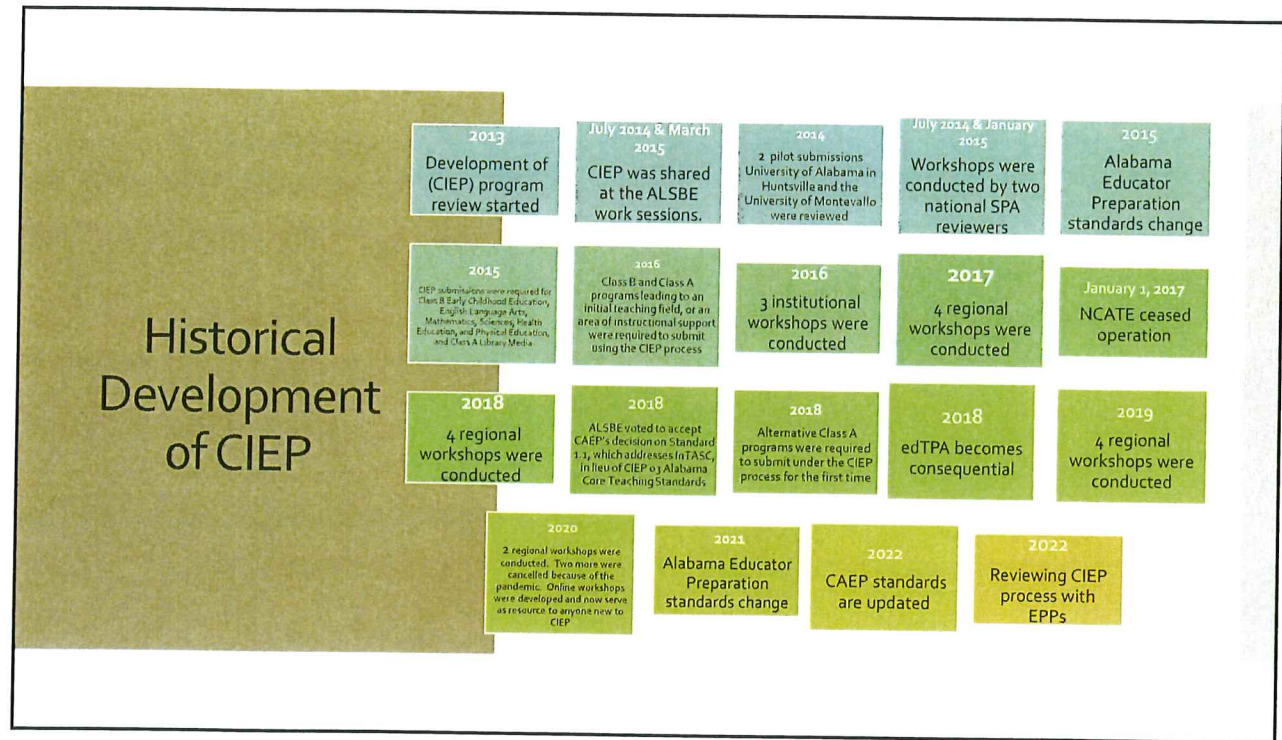 Historical
Development
of CIEP
2013
Development of
(CIEP) program
review started
July 2014 & March
2015
CIEP was shared
at the ALSBE
work sessions.
2014
2 pilot submissions
University of Alabama in
Huntsville and the
University of Montevallo
were reviewed
July 2014 & January
2015
Workshops were
conducted by two
national SPA
reviewers
2015
Alabama
Educator
Preparation
standards change
2015
CIEP submissions were required for
Class B Early Childhood Education,
English Language Arts,
Mathematics, Sciences, Health
Education, and Physical Education,
and Class A Library Media
2016
Class B and Class A
programs leading to an
initial teaching field, or an
area of instructional support
were required to submit
using the CIEP process
2016
3 institutional
workshops were
conducted
2017
4 regional
workshops were
conducted
January 1, 2017
NCATE ceased
operation
2018
4 regional
workshops were
conducted
2018
ALSBE voted to accept
CAEP's decision on Standard
1.1, which addresses InTASC,
in lieu of CIEP 03 Alabama
Core Teaching Standards
2018
Alternative Class A
programs were required
to submit under the CIEP
process for the first time
2018
edTPA becomes
consequential
2019
4 regional
workshops were
conducted
2020
2 regional workshops were
conducted. Two more were
cancelled because of the
pandemic. Online workshops
were developed and now serve
as resource to anyone new to
CIEP
2021
Alabama Educator
Preparation
standards change
2022
CAEP standards
are updated
2022
Reviewing CIEP
process with
EPPs